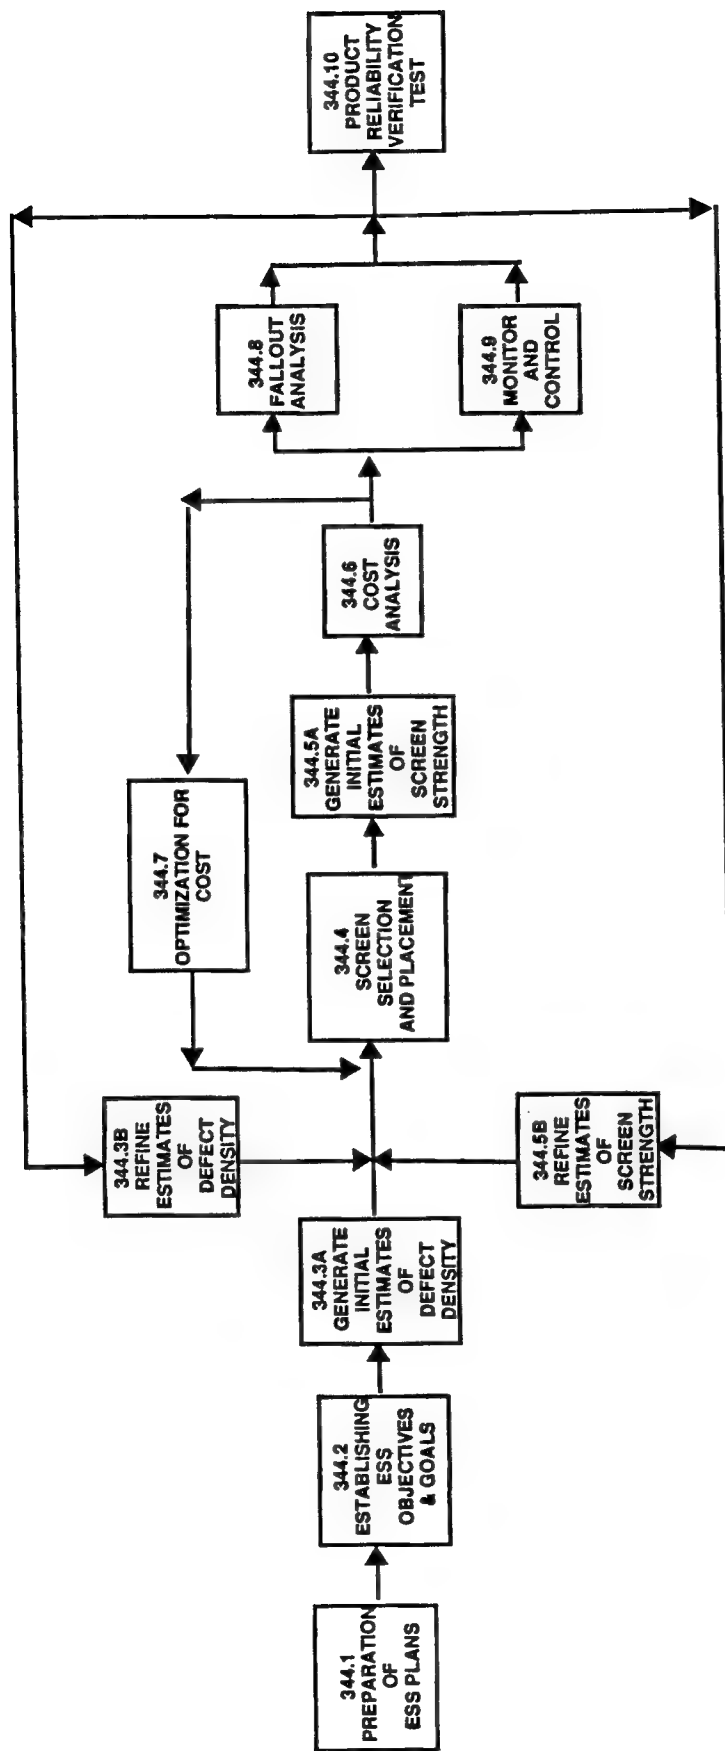 344.1
PREPARATION
OF
ESS PLANS
344.2
ESTABLISHING
ESS
OBJECTIVES
& GOALS
344.3A
GENERATE
INITIAL
ESTIMATES
OF
DEFECT
DENSITY
344.3B
REFINE
ESTIMATES
OF
DEFECT
DENSITY
344.5B
REFINE
ESTIMATES
OF
SCREEN
STRENGTH
344.4
SCREEN
SELECTION
AND PLACEMENT
344.7
OPTIMIZATION FOR
COST
344.5A
GENERATE
INITIAL
ESTIMATES
OF
SCREEN
STRENGTH
344.6
COST
ANALYSIS
344.8
FALLOUT
ANALYSIS
344.9
MONITOR
AND
CONTROL
344.10
PRODUCT
RELIABILITY
VERIFICATION
TEST